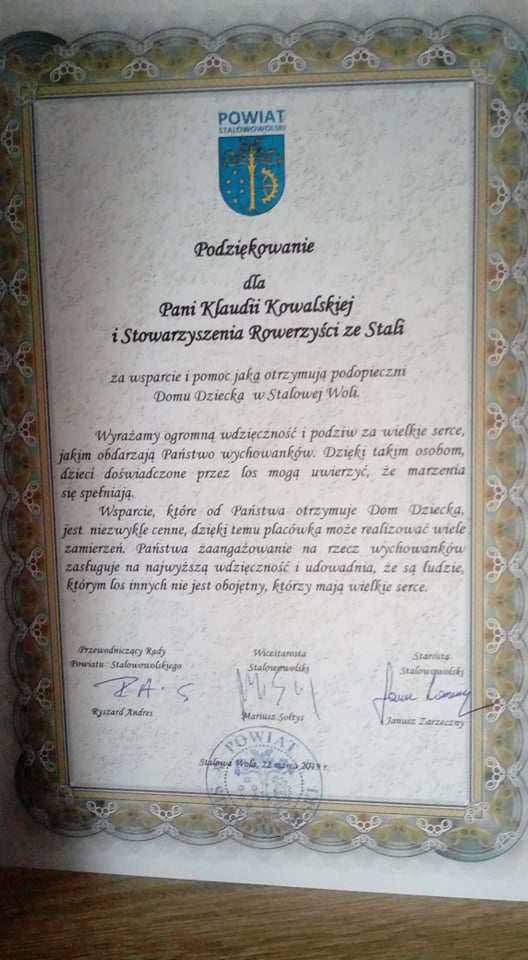 POWIAT
STALOWOWOLSKI
Podziękowanie
dla
Pani Klaudii Kowalskiej
i Stowarzyszenia Rowerzyści ze Stali
za wsparcie i pomoc jaką otrzymują podopieczni
Domu Dziecka w Stalowej Woli.
Wyrażamy ogromną wdzięczność i podziw za wielkie serce,
jakim obdarzają Państwo wychowanków. Dzięki takim osobom,
dzieci doświadczone przez los mogą uwierzyć, że marzenia
się spełniają.
Wsparcie, które od Państwa otrzymuje Dom Dziecka,
jest niezwykle cenne, dzięki temu placówka może realizować wiele
zamierzeń. Państwa zaangażowanie na rzecz wychowanków
zasługuje na najwyższą wdzięczność i udowadnia, że są ludzie,
którym los innych nie jest obojętny, którzy mają wielkie serce.
Przewodniczący Rady Wicestarosta Starosta
Powiatu Stalowowolskiego Stalowowolski Stalowowolski
Ryszard Andres Mariusz Sołtys Janusz Zarzeczny
POWIAT
Stalowa Wola, 22 marca 2019 r.